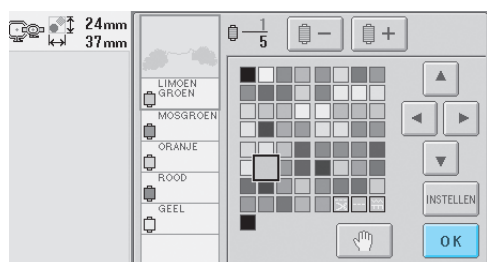 24mm
37mm
1
5
−
+
LIMOEN
GROEN
MOSGROEN
ORANJE
ROOD
GEEL
INSTELLEN
OK